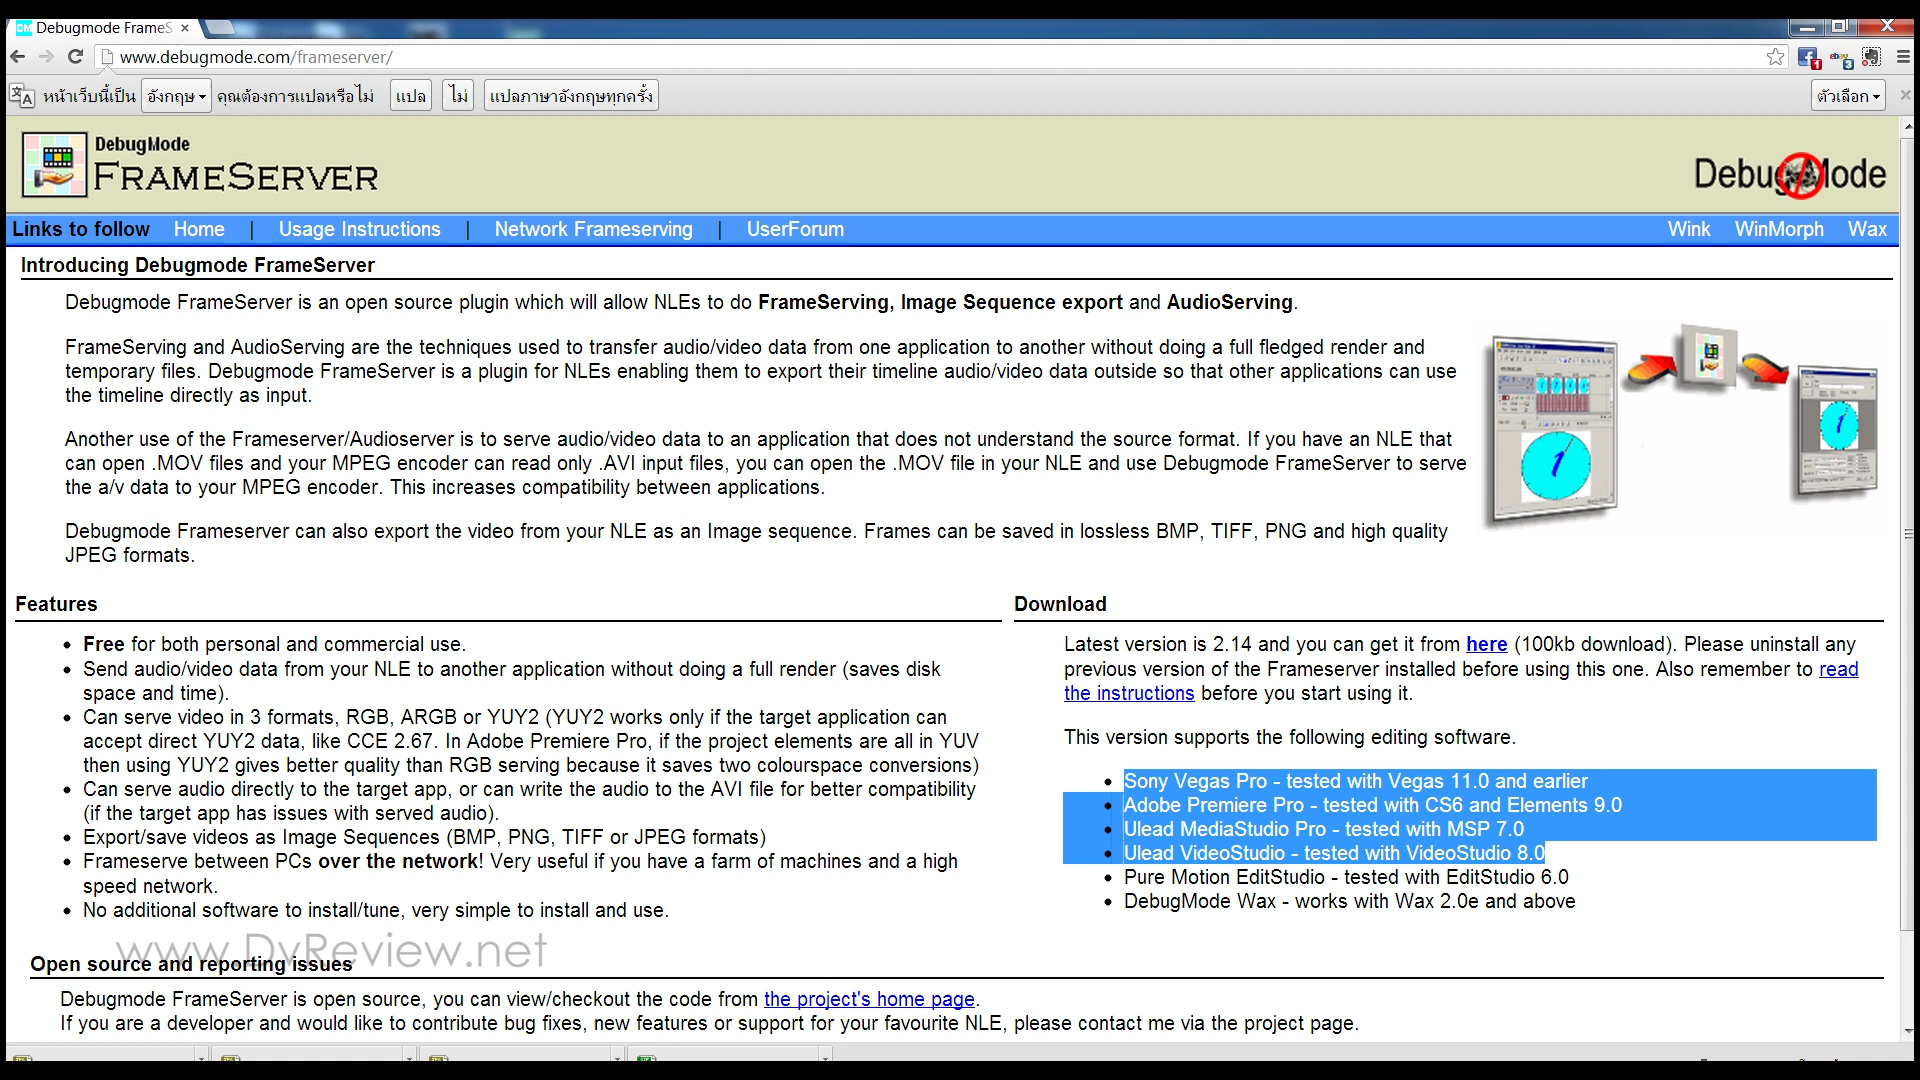 Debugmode FrameS
www.debugmode.com/frameserver/
หน้าเว็บนี้เป็น อังกฤษ คุณต้องการแปลหรือไม่ แปล ไม่ แปลภาษาอังกฤษทุกครั้ง ตัวเลือก
DebugMode
FRAMESERVER
DebugMode
Links to follow Home | Usage Instructions | Network Frameserving | UserForum Wink WinMorph Wax
Introducing Debugmode FrameServer
Debugmode FrameServer is an open source plugin which will allow NLEs to do FrameServing, Image Sequence export and AudioServing.
FrameServing and AudioServing are the techniques used to transfer audio/video data from one application to another without doing a full fledged render and
temporary files. Debugmode FrameServer is a plugin for NLEs enabling them to export their timeline audio/video data outside so that other applications can use
the timeline directly as input.
Another use of the Frameserver/Audioserver is to serve audio/video data to an application that does not understand the source format. If you have an NLE that
can open .MOV files and your MPEG encoder can read only .AVI input files, you can open the .MOV file in your NLE and use Debugmode FrameServer to serve
the a/v data to your MPEG encoder. This increases compatibility between applications.
Debugmode Frameserver can also export the video from your NLE as an Image sequence. Frames can be saved in lossless BMP, TIFF, PNG and high quality
JPEG formats.
Features
Free for both personal and commercial use.
Send audio/video data from your NLE to another application without doing a full render (saves disk
space and time).
Can serve video in 3 formats, RGB, ARGB or YUY2 (YUY2 works only if the target application can
accept direct YUY2 data, like CCE 2.67. In Adobe Premiere Pro, if the project elements are all in YUV
then using YUY2 gives better quality than RGB serving because it saves two colourspace conversions)
Can serve audio directly to the target app, or can write the audio to the AVI file for better compatibility
(if the target app has issues with served audio).
Export/save videos as Image Sequences (BMP, PNG, TIFF or JPEG formats)
Frameserve between PCs over the network! Very useful if you have a farm of machines and a high
speed network.
No additional software to install/tune, very simple to install and use.
Download
Latest version is 2.14 and you can get it from here (100kb download). Please uninstall any
previous version of the Frameserver installed before using this one. Also remember to read
the instructions before you start using it.
This version supports the following editing software.
Sony Vegas Pro - tested with Vegas 11.0 and earlier
Adobe Premiere Pro - tested with CS6 and Elements 9.0
Ulead MediaStudio Pro - tested with MSP 7.0
Ulead VideoStudio - tested with VideoStudio 8.0
Pure Motion EditStudio - tested with EditStudio 6.0
DebugMode Wax - works with Wax 2.0e and above
www.DvReview.net
Open source and reporting issues
Debugmode FrameServer is open source, you can view/checkout the code from the project's home page.
If you are a developer and would like to contribute bug fixes, new features or support for your favourite NLE, please contact me via the project page.